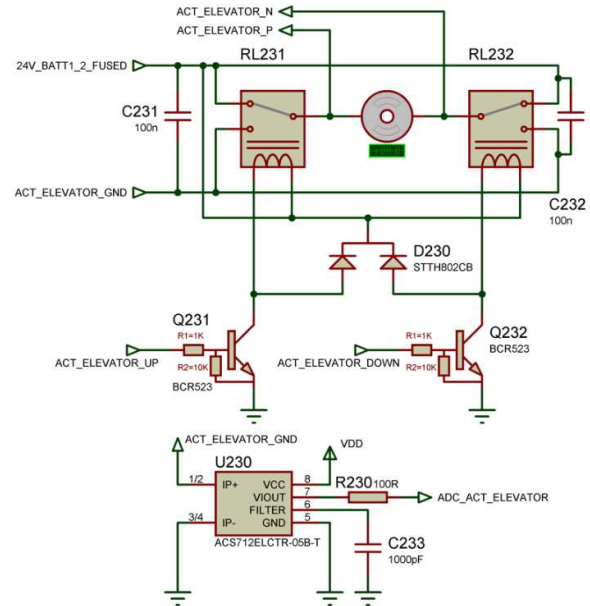 ACT_ELEVATOR_N
ACT_ELEVATOR_P
RL231
RL232
24V_BATT1_2_FUSED
C231
100n
ACT_ELEVATOR_GND
C232
100n
D230
STTH802CB
Q231
R1=1K
R2=10K
ACT_ELEVATOR_UP
BCR523
Q232
R1=1K
BCR523
ACT_ELEVATOR_DOWN
R2=10K
ACT_ELEVATOR_GND
VDD
U230
1/2
IP+
VCC
8
VIOUT
7
FILTER
6
3/4
IP-
GND
5
ACS712ELCTR-05B-T
R230
100R
ADC_ACT_ELEVATOR
C233
1000pF